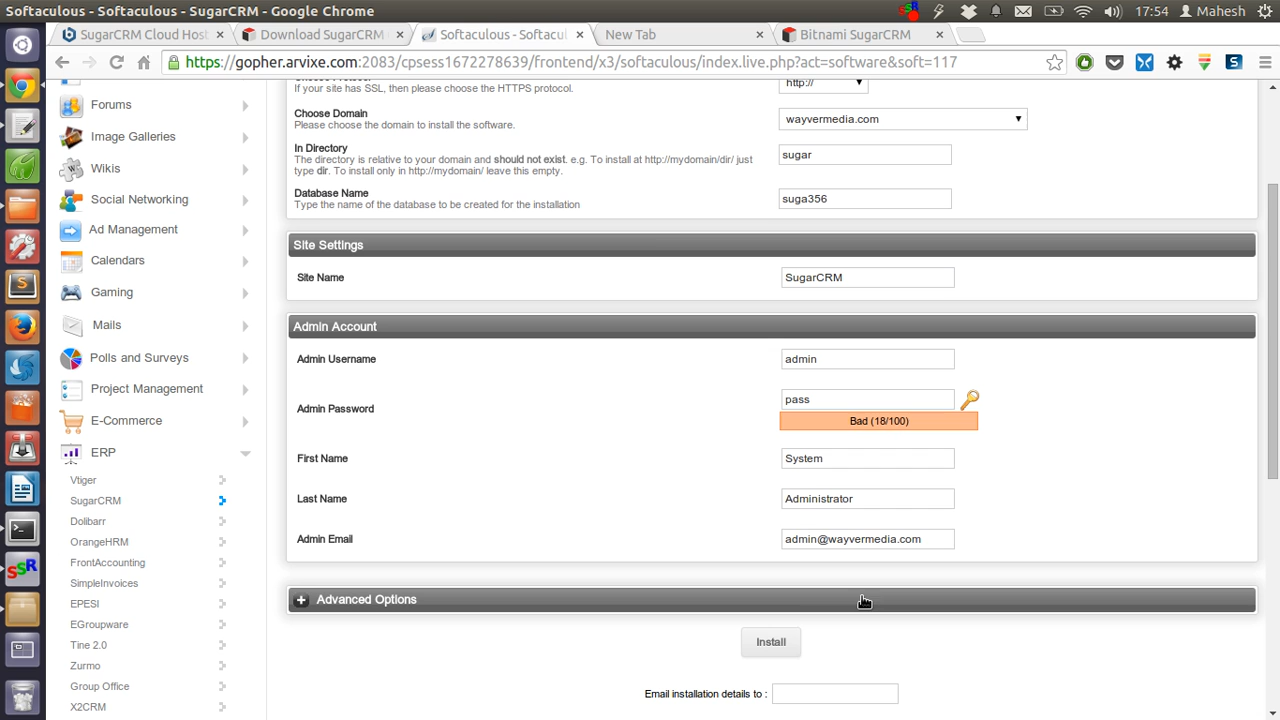 Softaculous - Softaculous - SugarCRM - Google Chrome
17:54 Mahesh
SugarCRM Cloud Host ×
Download SugarCRM ×
Softaculous - Softacul ×
New Tab ×
Bitnami SugarCRM ×
https://gopher.arvixe.com:2083/cpsess1672278639/frontend/x3/softaculous/index.live.php?act=software&soft=117
Forums
Image Galleries
Wikis
Social Networking
Ad Management
Calendars
Gaming
Mails
Polls and Surveys
Project Management
E-Commerce
ERP
Vtiger
SugarCRM
Dolibarr
OrangeHRM
FrontAccounting
SimpleInvoices
EPESI
EGroupware
Tine 2.0
Zurmo
Group Office
X2CRM
Choose Protocol
If your site has SSL, then please choose the HTTPS protocol.
http://
Choose Domain
Please choose the domain to install the software.
wayvermedia.com
In Directory
The directory is relative to your domain and should not exist. e.g. To install at http://mydomain/dir/ just
type dir. To install only in http://mydomain/ leave this empty.
sugar
Database Name
Type the name of the database to be created for the installation
suga356
Site Settings
Site Name
SugarCRM
Admin Account
Admin Username
admin
Admin Password
pass
Bad (18/100)
First Name
System
Last Name
Administrator
Admin Email
admin@wayvermedia.com
Advanced Options
Install
Email installation details to :